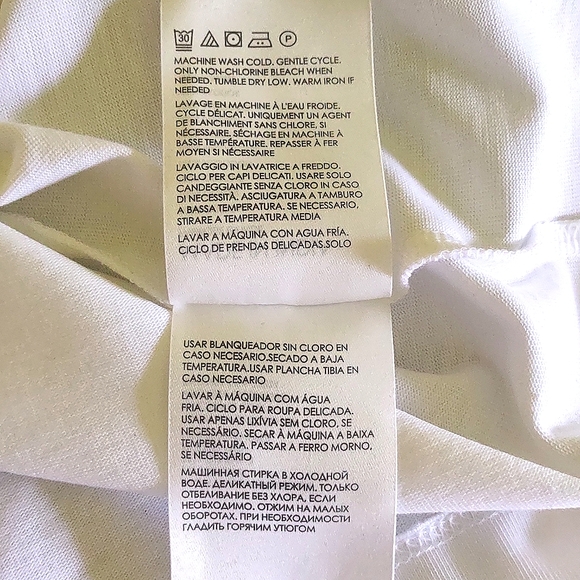 30 P
MACHINE WASH COLD. GENTLE CYCLE.
ONLY NON-CHLORINE BLEACH WHEN
NEEDED. TUMBLE DRY LOW. WARM IRON IF
NEEDED
LAVAGE EN MACHINE À L'EAU FROIDE.
CYCLE DÉLICAT. UNIQUEMENT UN AGENT
DE BLANCHIMENT SANS CHLORE, SI
NÉCESSAIRE. SÉCHAGE EN MACHINE À
BASSE TEMPÉRATURE. REPASSER À FER
MOYEN SI NÉCESSAIRE
LAVAGGIO IN LAVATRICE A FREDDO.
CICLO PER CAPI DELICATI. USARE SOLO
CANDEGGIANTE SENZA CLORO IN CASO
DI NECESSITÀ. ASCIUGATURA A TAMBURO
A BASSA TEMPERATURA. SE NECESSARIO,
STIRARE A TEMPERATURA MEDIA
LAVAR A MÁQUINA CON AGUA FRÍA.
CICLO DE PRENDAS DELICADAS.SOLO
USAR BLANQUEADOR SIN CLORO EN
CASO NECESARIO.SECADO A BAJA
TEMPERATURA.USAR PLANCHA TIBIA EN
CASO NECESARIO
LAVAR À MÁQUINA COM ÁGUA
FRIA. CICLO PARA ROUPA DELICADA.
USAR APENAS LIXÍVIA SEM CLORO, SE
NECESSÁRIO. SECAR À MÁQUINA A BAIXA
TEMPERATURA. PASSAR A FERRO MORNO,
SE NECESSÁRIO
МАШИННАЯ СТИРКА В ХОЛОДНОЙ
ВОДЕ. ДЕЛИКАТНЫЙ РЕЖИМ. ТОЛЬКО
ОТБЕЛИВАНИЕ БЕЗ ХЛОРА, ЕСЛИ
НЕОБХОДИМО. ОТЖИМ НА МАЛЫХ
ОБОРОТАХ. ПРИ НЕОБХОДИМОСТИ
ГЛАДИТЬ ГОРЯЧИМ УТЮГОМ